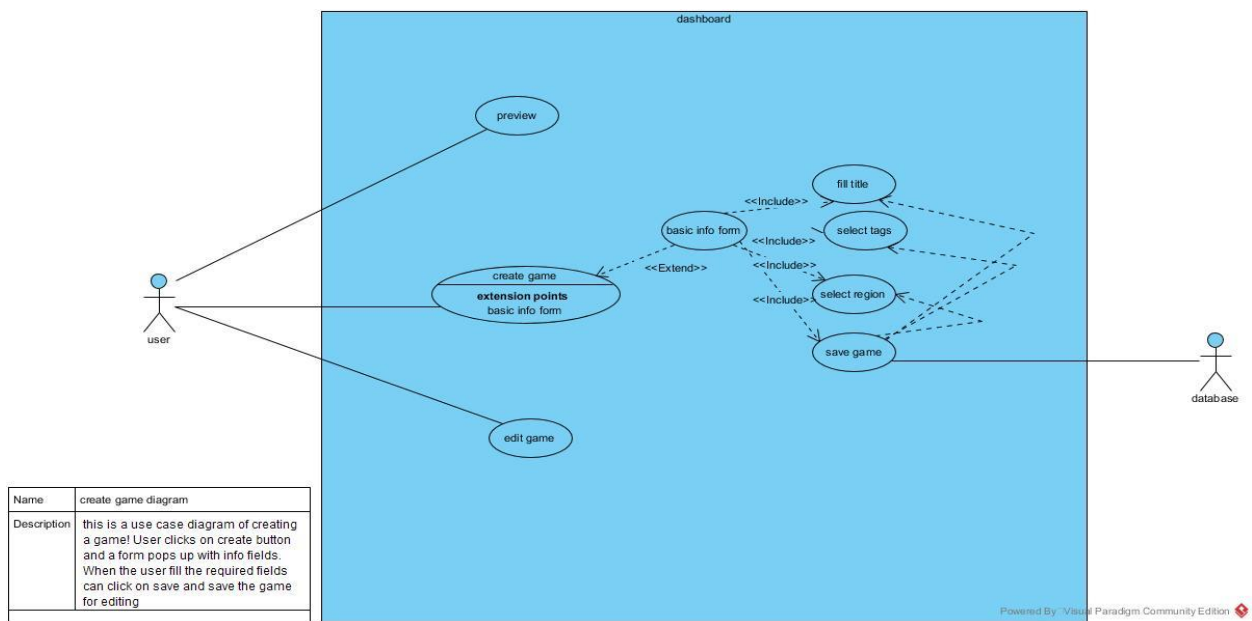 dashboard
preview
fill title
<<Include>>
basic info form
select tags
<<Include>>
<<Include>>
<<Extend>>
create game
extension points
basic info form
select region
<<Include>>
user
save game
database
edit game
Name
create game diagram
Description
this is a use case diagram of creating
a game! User clicks on create button
and a form pops up with info fields.
When the user fill the required fields
can click on save and save the game
for editing
Powered By Visual Paradigm Community Edition